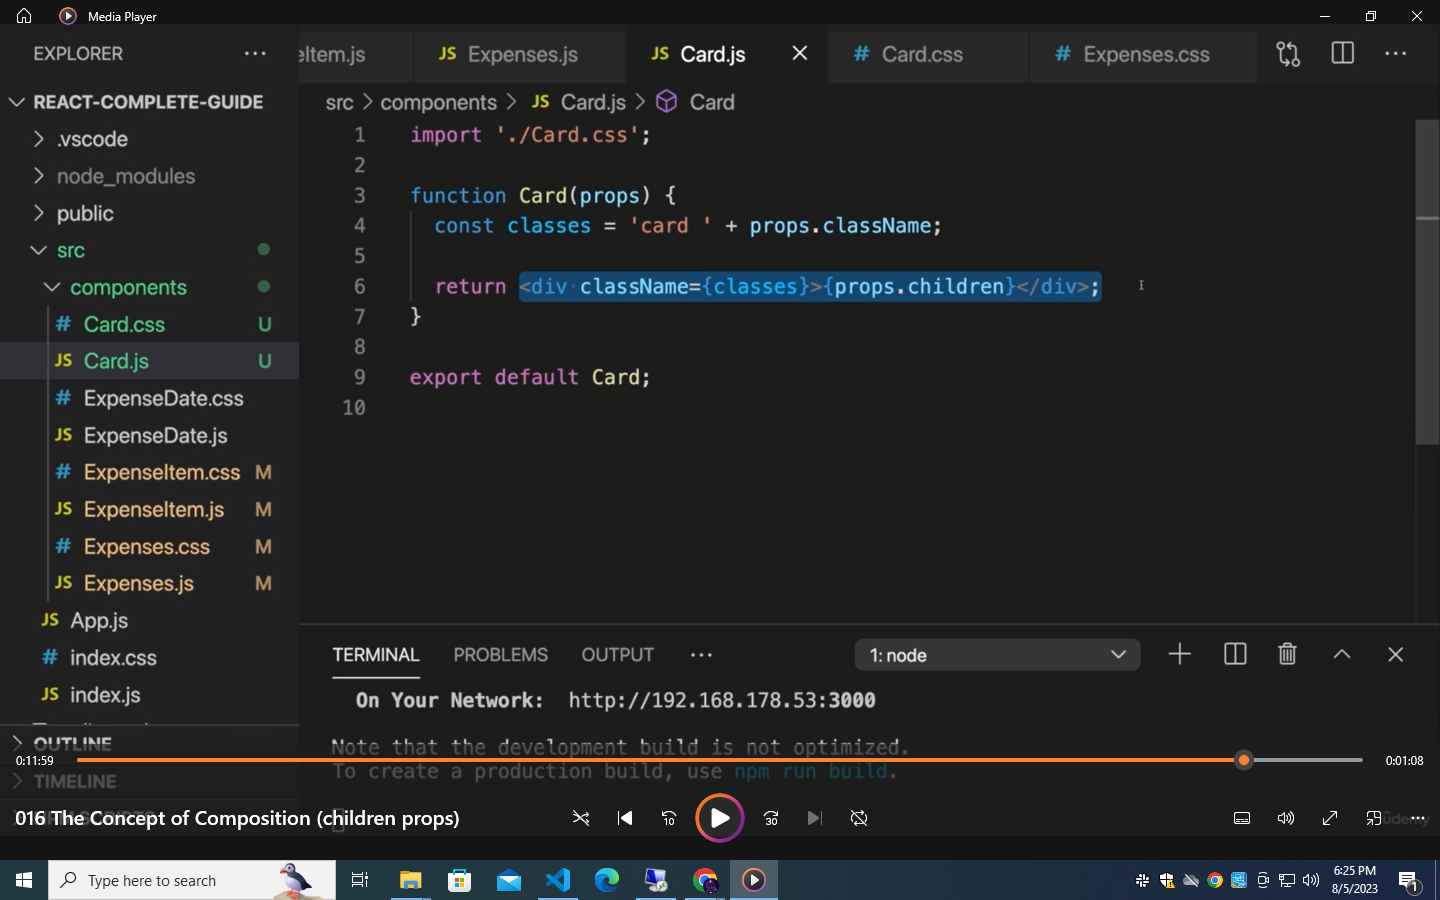 Media Player
EXPLORER
eItem.js
JS Expenses.js
JS Card.js
# Card.css
# Expenses.css
REACT-COMPLETE-GUIDE
src > components > JS Card.js > Card
.vscode
node_modules
public
src
components
# Card.css U
JS Card.js U
# ExpenseDate.css
JS ExpenseDate.js
# ExpenseItem.css M
JS ExpenseItem.js M
# Expenses.css M
JS Expenses.js M
JS App.js
# index.css
JS index.js
OUTLINE
TIMELINE
1 import './Card.css';
2
3 function Card(props) {
4 const classes = 'card ' + props.className;
5
6 return <div className={classes}>{props.children}</div>;
7 }
8
9 export default Card;
10
TERMINAL PROBLEMS OUTPUT ··· 1: node
On Your Network: http://192.168.178.53:3000
Note that the development build is not optimized.
To create a production build, use npm run build.
0:11:59
0:01:08
016 The Concept of Composition (children props)
10
30
Type here to search
6:25 PM
8/5/2023
1